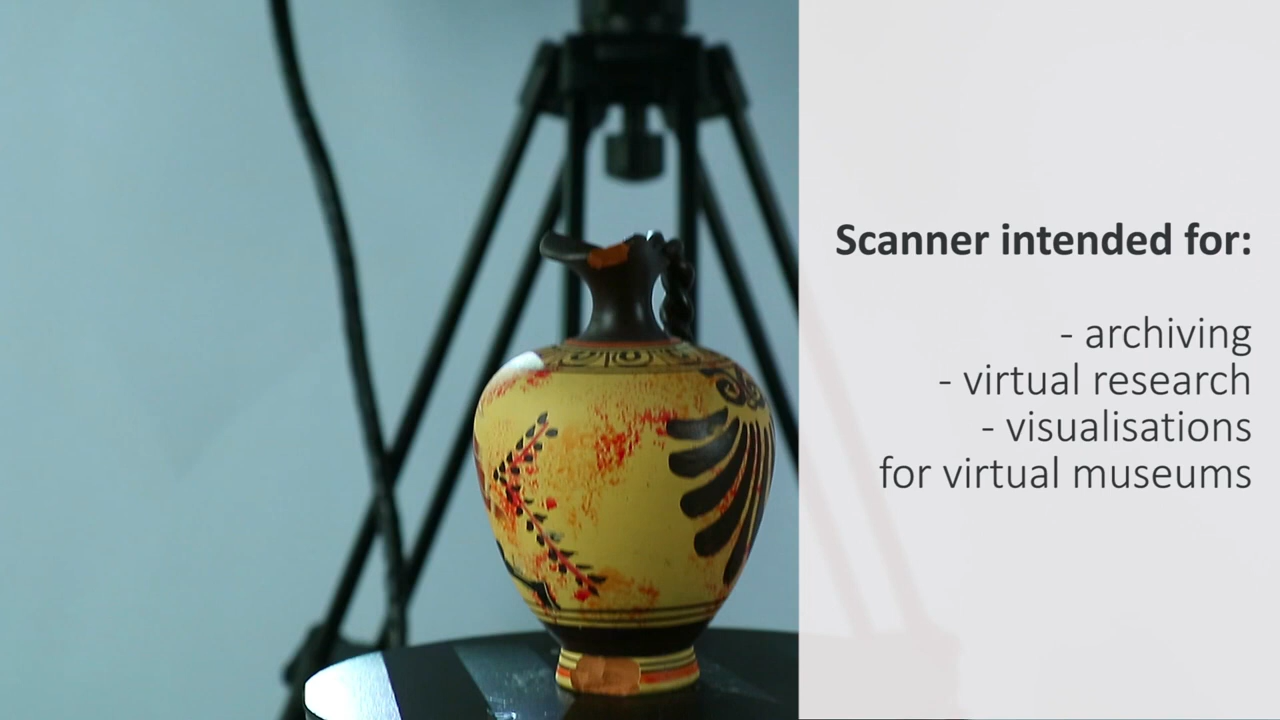 Scanner intended for:
- archiving
- virtual research
- visualisations
for virtual museums